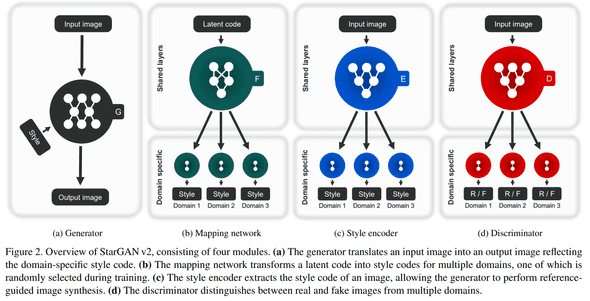 Input image
G
Style
Output image
(a) Generator
Latent code
Shared layers
F
Domain specific
Style Style Style
Domain 1 Domain 2 Domain 3
(b) Mapping network
Input image
Shared layers
E
Domain specific
Style Style Style
Domain 1 Domain 2 Domain 3
(c) Style encoder
Input image
Shared layers
D
Domain specific
R / F R / F R / F
Domain 1 Domain 2 Domain 3
(d) Discriminator
Figure 2. Overview of StarGAN v2, consisting of four modules. (a) The generator translates an input image into an output image reflecting
the domain-specific style code. (b) The mapping network transforms a latent code into style codes for multiple domains, one of which is
randomly selected during training. (c) The style encoder extracts the style code of an image, allowing the generator to perform reference-
guided image synthesis. (d) The discriminator distinguishes between real and fake images from multiple domains.